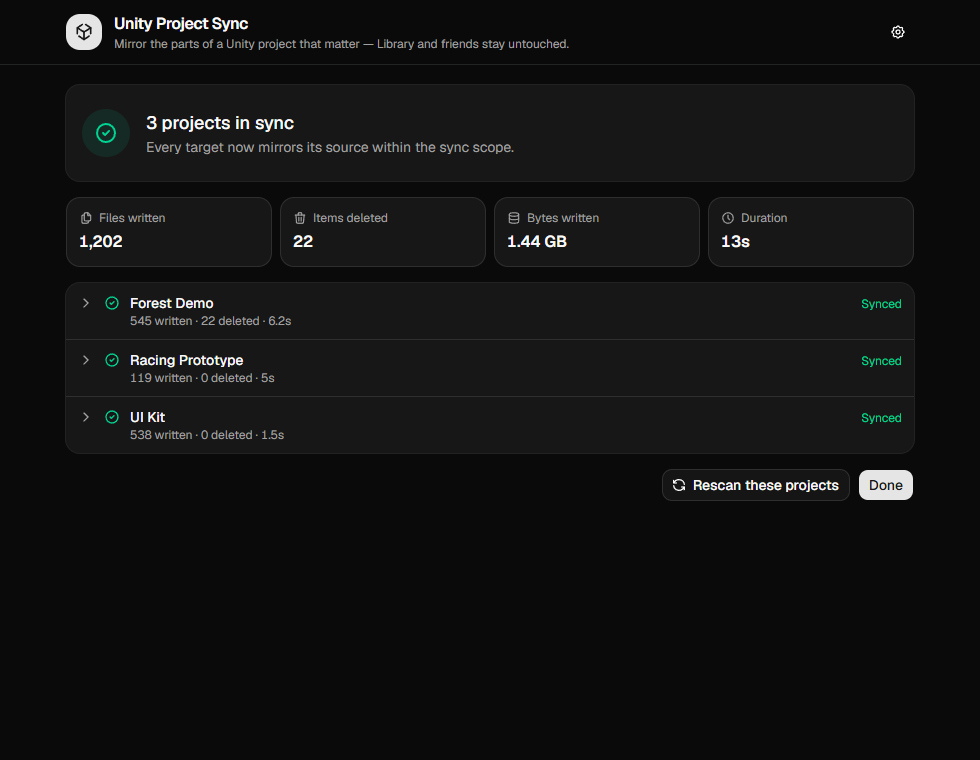 Unity Project Sync
Mirror the parts of a Unity project that matter — Library and friends stay untouched.
3 projects in sync
Every target now mirrors its source within the sync scope.
Files written
1,202
Items deleted
22
Bytes written
1.44 GB
Duration
13s
Forest Demo
Synced
545 written · 22 deleted · 6.2s
Racing Prototype
Synced
119 written · 0 deleted · 5s
UI Kit
Synced
538 written · 0 deleted · 1.5s
Rescan these projects
Done